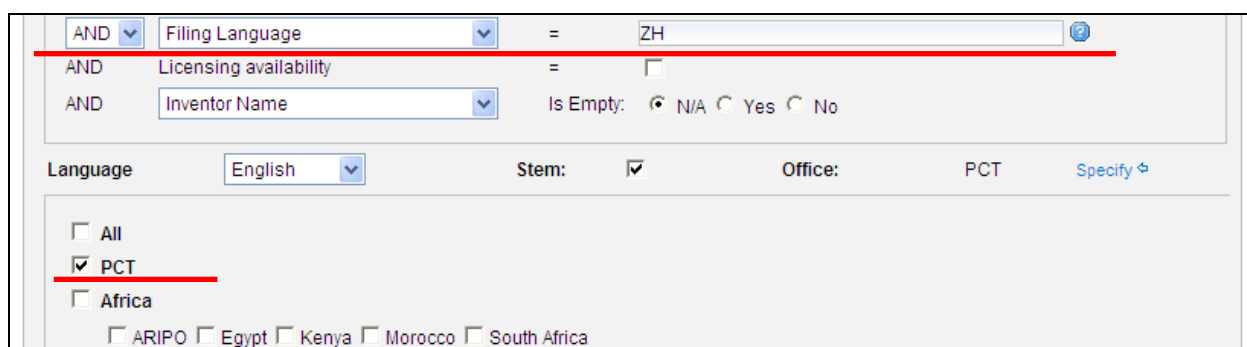 AND Filing Language = ZH ?
AND Licensing availability =
AND Inventor Name Is Empty: N/A Yes No
Language English Stem: Office: PCT Specify
All
PCT
Africa
ARIPO Egypt Kenya Morocco South Africa